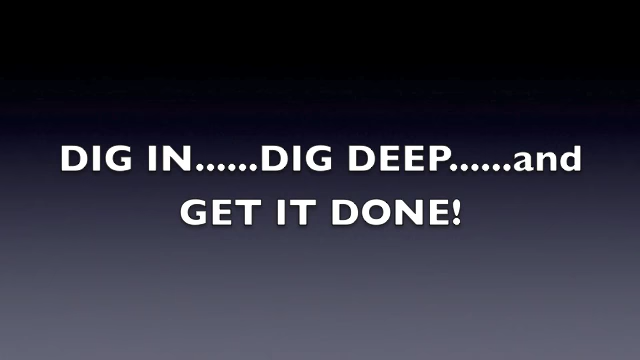 DIG IN......DIG DEEP......and
GET IT DONE!